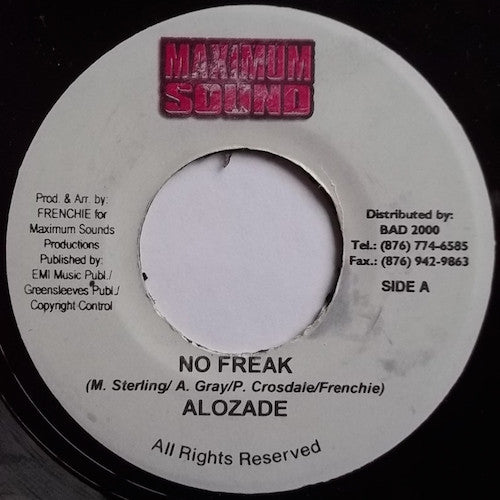 MAXIMUM
SOUND
Prod. & Arr. by:
FRENCHIE for
Maximum Sounds
Productions
Published by:
EMI Music Publ./
Greensleeves Publ./
Copyright Control
Distributed by:
BAD 2000
Tel.: (876) 774-6585
Fax.: (876) 942-9863
SIDE A
NO FREAK
(M. Sterling/ A. Gray/P. Crosdale/Frenchie)
ALOZADE
All Rights Reserved